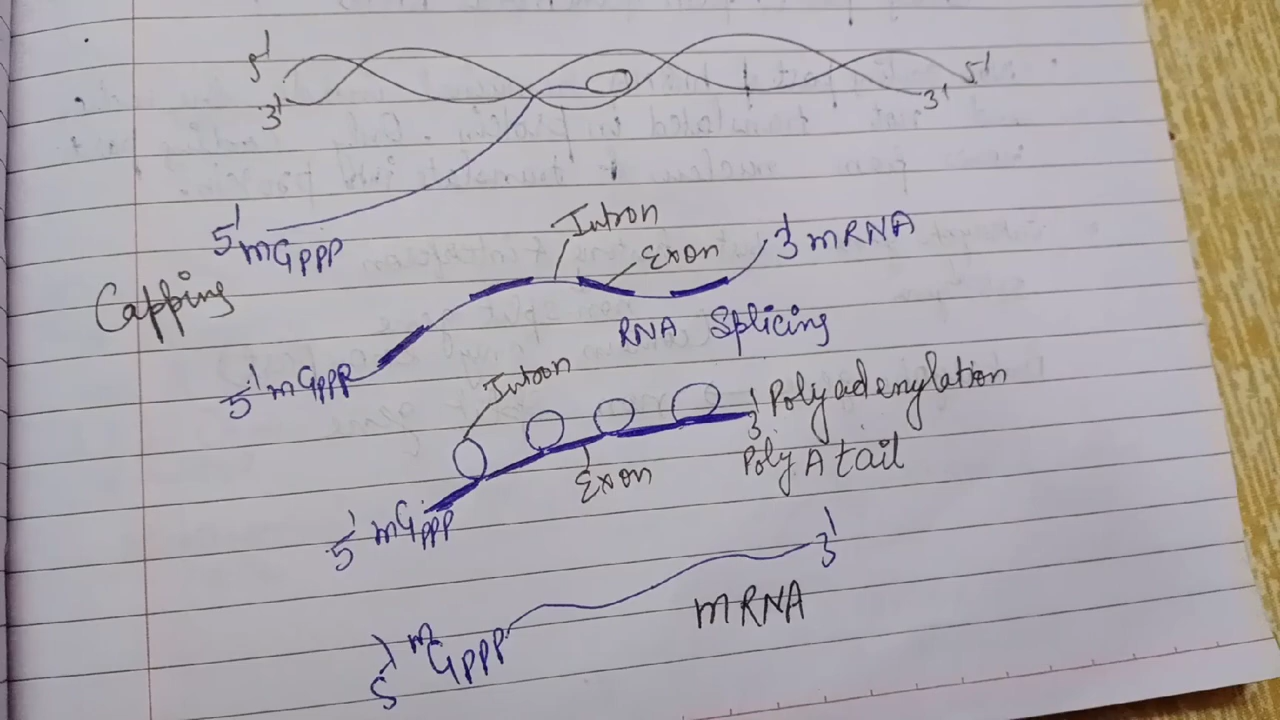 5' 5'
3' 3'
5' mGppp
Capping
Intron
Exon
3' mRNA
RNA Splicing
5' mGppp
Intron
3' Polyadenylation
Poly A tail
Exon
5' mGppp
3'
mRNA
5' mGppp